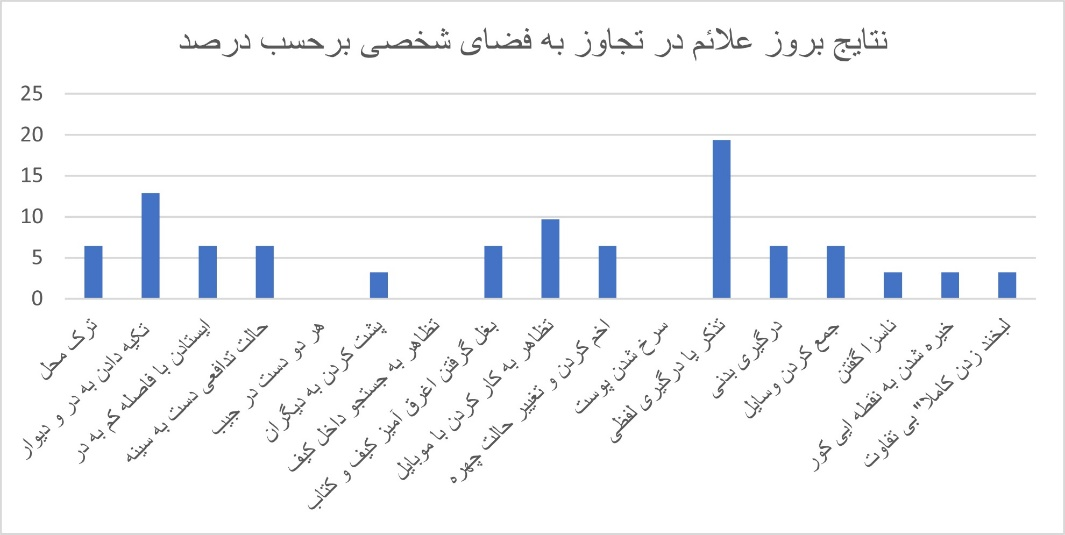 نتایج بروز علائم در تجاوز به فضای شخصی برحسب درصد
25
20
15
10
5
0
ترک محل
تکیه دادن به در و دیوار
ایستادن با فاصله کم به در
حالت تدافعی دست به سینه
هر دو دست در جیب
پشت کردن به دیگران
تظاهر به جستجو داخل کیف
بغل گرفتن اغرق آمیز کیف و کتاب
تظاهر به کار کردن با موبایل
اخم کردن و تغییر حالت چهره
سرخ شدن پوست
تذکر یا درگیری لفظی
درگیری بدنی
جمع کردن وسایل
ناسزا گفتن
خیره شدن به نقطه ایی کور
لبخند زدن کاملا" بی تفاوت